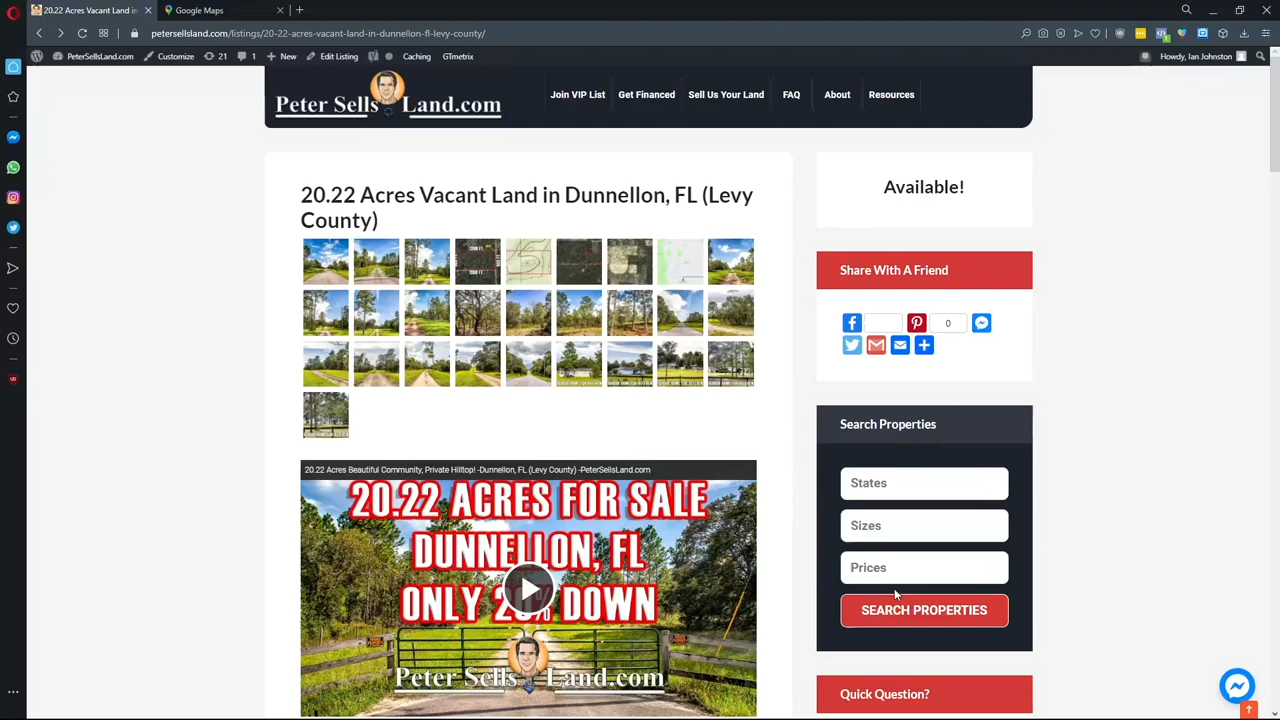 20.22 Acres Vacant Land in
Google Maps
petersellsland.com/listings/20-22-acres-vacant-land-in-dunnellon-fl-levy-county/
PeterSellsLand.com
Customize
21
1
New
Edit Listing
Caching
GTmetrix
Howdy, Ian Johnston
Peter Sells Land.com
Join VIP List
Get Financed
Sell Us Your Land
FAQ
About
Resources
20.22 Acres Vacant Land in Dunnellon, FL (Levy
County)
20.22 Acres Beautiful Community, Private Hilltop! -Dunnellon, FL (Levy County) -PeterSellsLand.com
20.22 ACRES FOR SALE
DUNNELLON, FL
ONLY 20% DOWN
Peter Sells Land.com
Available!
Share With A Friend
0
Search Properties
States
Sizes
Prices
SEARCH PROPERTIES
Quick Question?